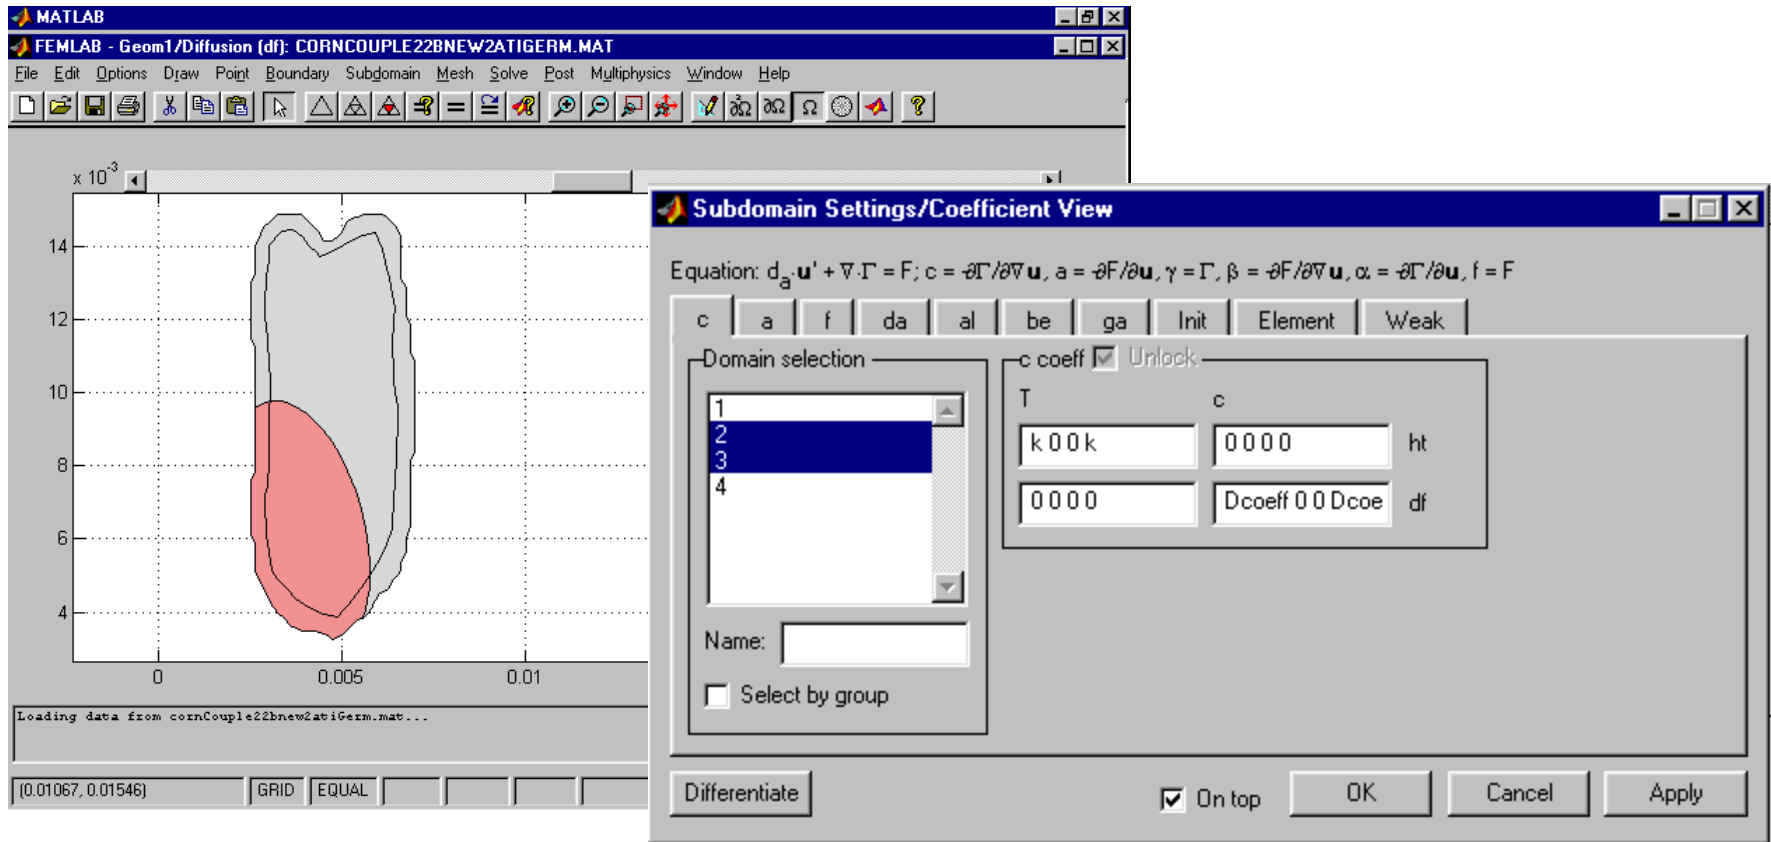 MATLAB
FEMLAB - Geom1/Diffusion (df): CORNCOUPLE22BNEW2ATIGERM.MAT
File Edit Options Draw Point Boundary Subdomain Mesh Solve Post Multiphysics Window Help
x 10^-3
14
12
10
8
6
4
0 0.005 0.01
Loading data from cornCouple22bnew2atiGerm.mat...
(0.01067, 0.01546) GRID EQUAL
Subdomain Settings/Coefficient View
Equation: d_a·u' + ∇·Γ = F; c = -∂Γ/∂∇u, a = -∂F/∂u, γ = Γ, β = -∂F/∂∇u, α = -∂Γ/∂u, f = F
c a f da al be ga Init Element Weak
Domain selection
1
2
3
4
Name:
Select by group
c coeff Unlock
T c
k 0 0 k 0 0 0 0 ht
0 0 0 0 Dcoeff 0 0 Dcoe df
Differentiate On top OK Cancel Apply